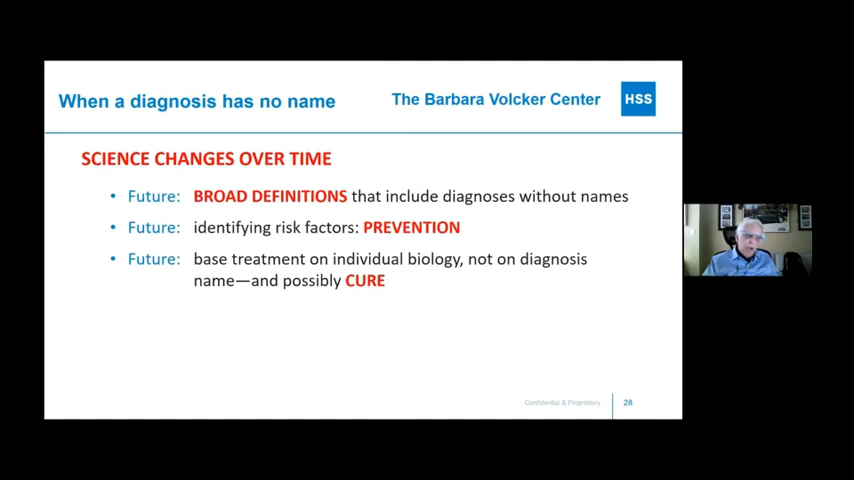 When a diagnosis has no name
The Barbara Volcker Center
HSS
SCIENCE CHANGES OVER TIME
• Future: BROAD DEFINITIONS that include diagnoses without names
• Future: identifying risk factors: PREVENTION
• Future: base treatment on individual biology, not on diagnosis
name—and possibly CURE
Confidential & Proprietary
28